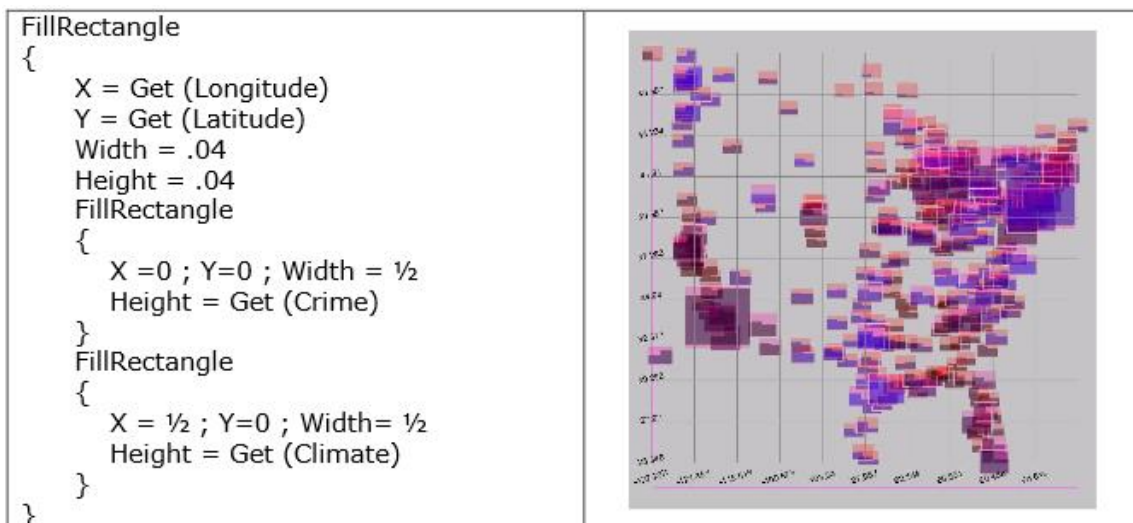 FillRectangle
{
X = Get (Longitude)
Y = Get (Latitude)
Width = .04
Height = .04
FillRectangle
{
X =0 ; Y=0 ; Width = ½
Height = Get (Crime)
}
FillRectangle
{
X = ½ ; Y=0 ; Width= ½
Height = Get (Climate)
}
}